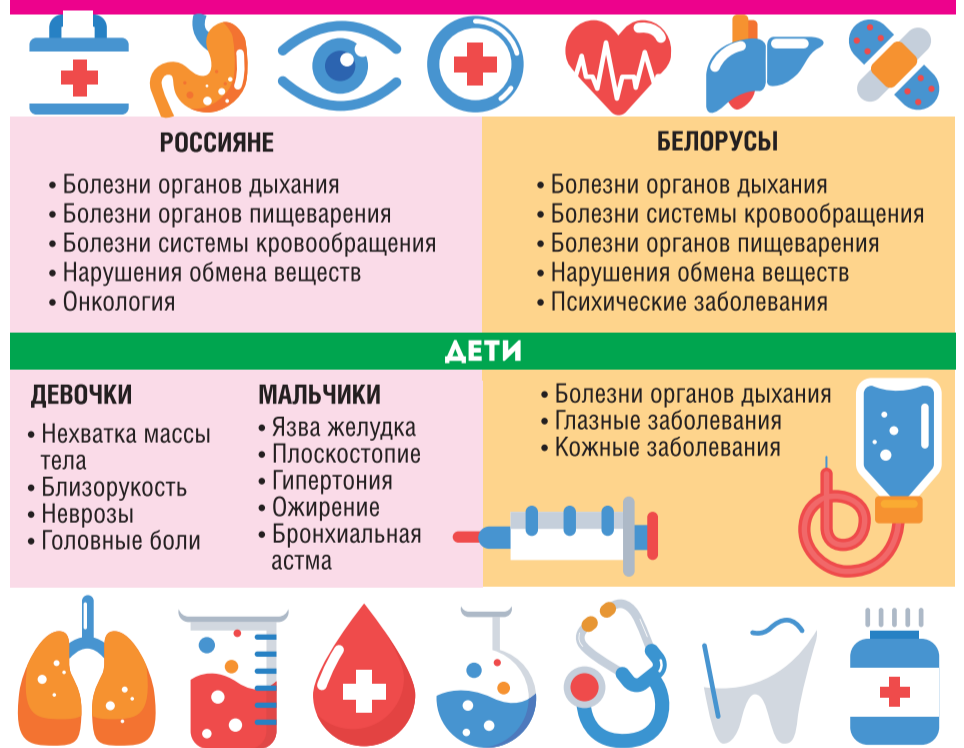 РОССИЯНЕ
• Болезни органов дыхания
• Болезни органов пищеварения
• Болезни системы кровообращения
• Нарушения обмена веществ
• Онкология
БЕЛОРУСЫ
• Болезни органов дыхания
• Болезни системы кровообращения
• Болезни органов пищеварения
• Нарушения обмена веществ
• Психические заболевания
ДЕТИ
ДЕВОЧКИ
• Нехватка массы
тела
• Близорукость
• Неврозы
• Головные боли
МАЛЬЧИКИ
• Язва желудка
• Плоскостопие
• Гипертония
• Ожирение
• Бронхиальная
астма
• Болезни органов дыхания
• Глазные заболевания
• Кожные заболевания